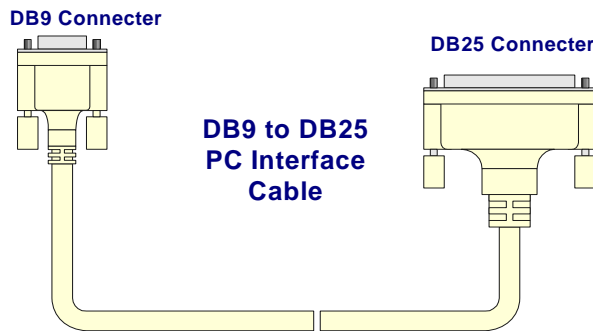 DB9 Connecter
DB25 Connecter
DB9 to DB25
PC Interface
Cable